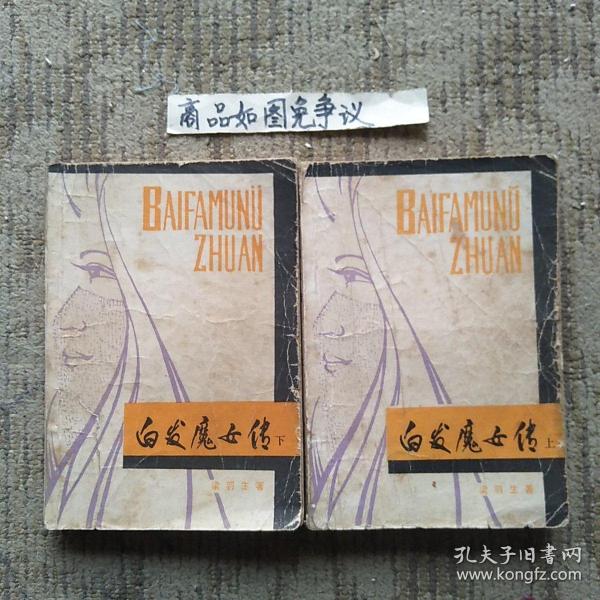 商品如图免争议
BAIFAMUNÜ
ZHUAN
白发魔女传 下
梁羽生著
BAIFAMUNÜ
ZHUAN
白发魔女传 上
梁羽生著
孔夫子旧書网
www.kongfz.com